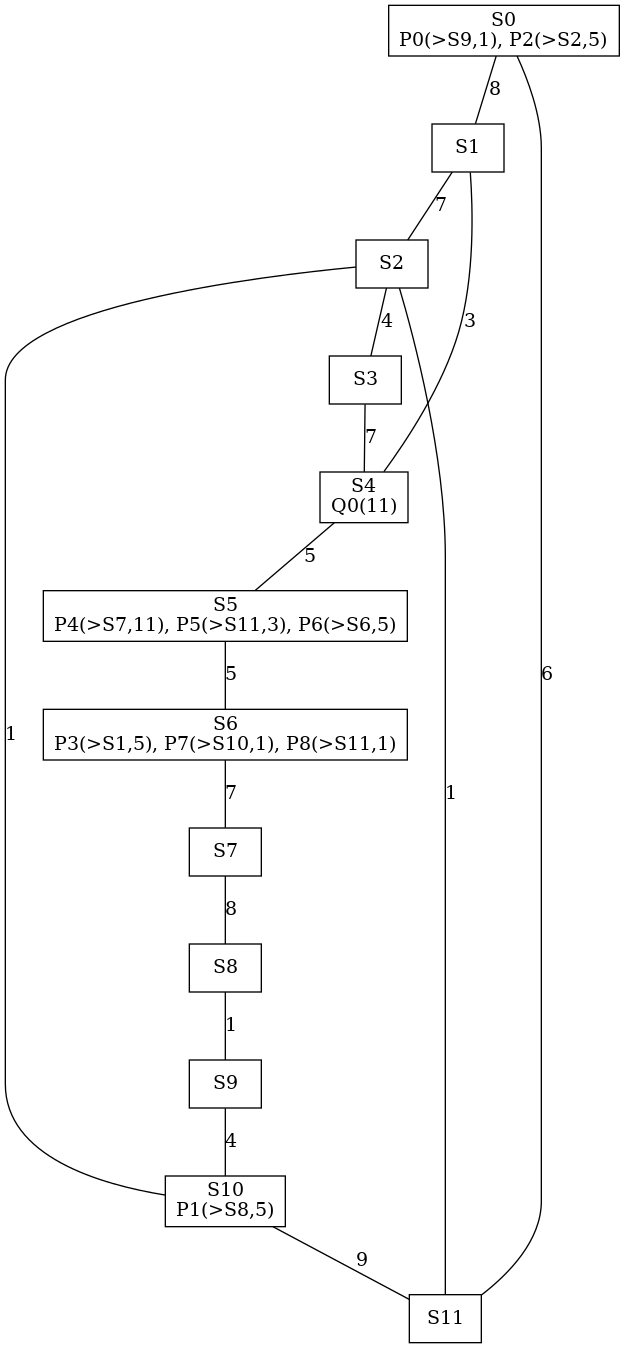 S0
P0(>S9,1), P2(>S2,5)
8
S1
7
S2
4
3
S3
7
S4
Q0(11)
5
S5
P4(>S7,11), P5(>S11,3), P6(>S6,5)
5
6
S6
P3(>S1,5), P7(>S10,1), P8(>S11,1)
1
7
1
S7
8
S8
1
S9
4
S10
P1(>S8,5)
9
S11